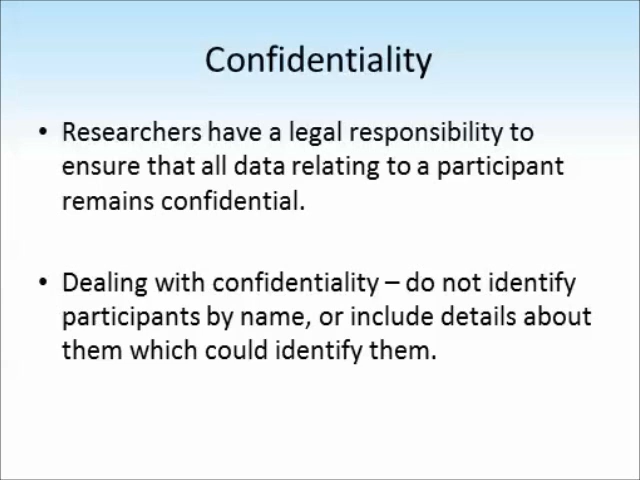 Confidentiality
• Researchers have a legal responsibility to
ensure that all data relating to a participant
remains confidential.
• Dealing with confidentiality – do not identify
participants by name, or include details about
them which could identify them.